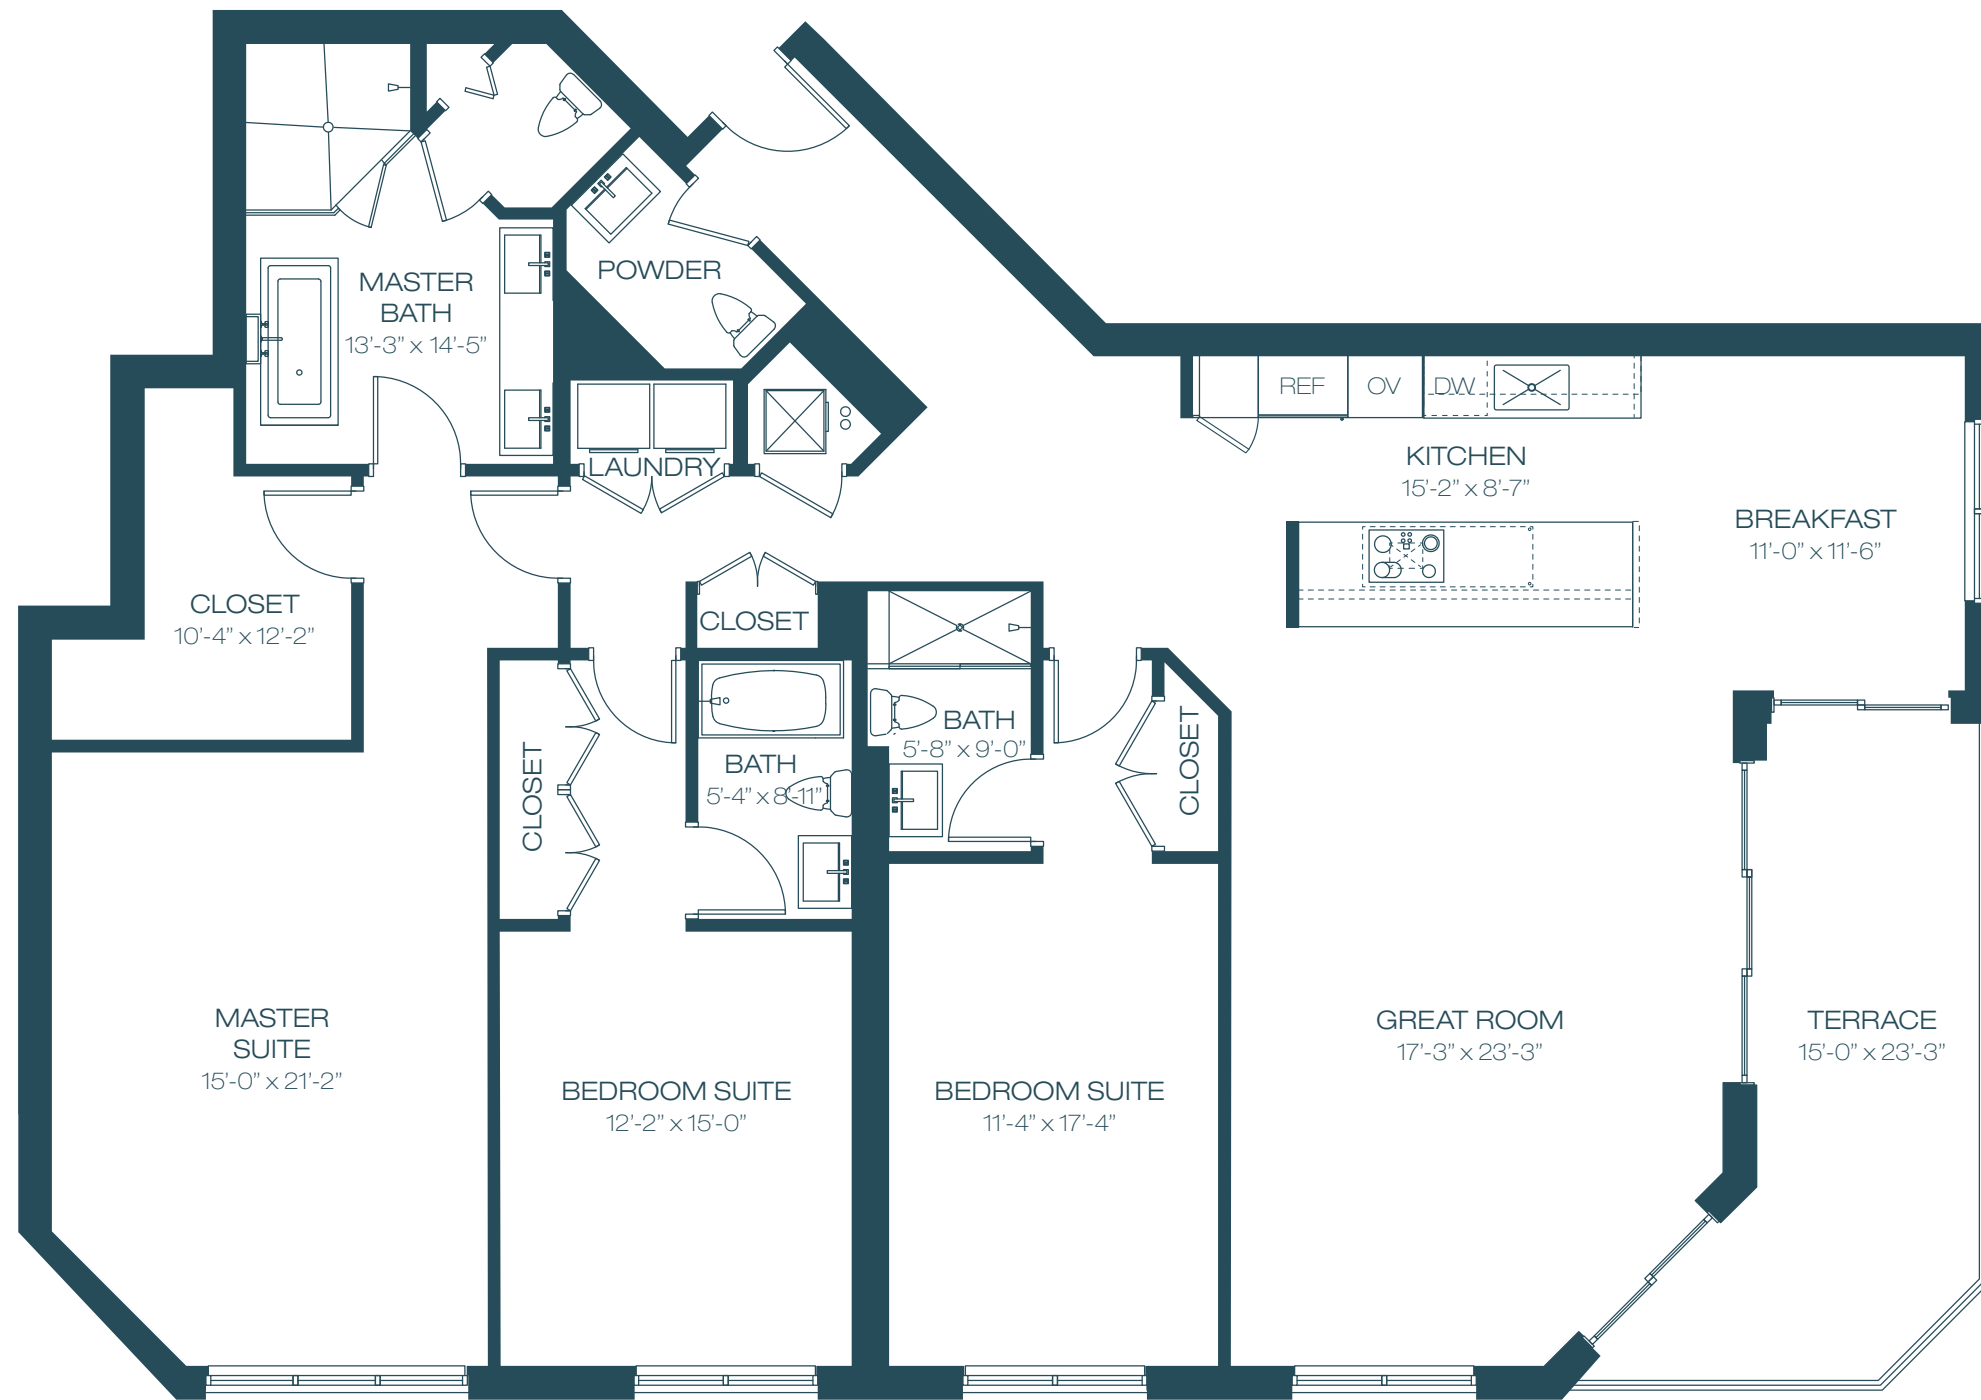 MASTER
BATH
13'-3" x 14'-5"
POWDER
LAUNDRY
REF
OV
DW
KITCHEN
15'-2" x 8'-7"
BREAKFAST
11'-0" x 11'-6"
CLOSET
10'-4" x 12'-2"
CLOSET
CLOSET
BATH
5'-4" x 8'-11"
BATH
5'-8" x 9'-0"
CLOSET
MASTER
SUITE
15'-0" x 21'-2"
BEDROOM SUITE
12'-2" x 15'-0"
BEDROOM SUITE
11'-4" x 17'-4"
GREAT ROOM
17'-3" x 23'-3"
TERRACE
15'-0" x 23'-3"